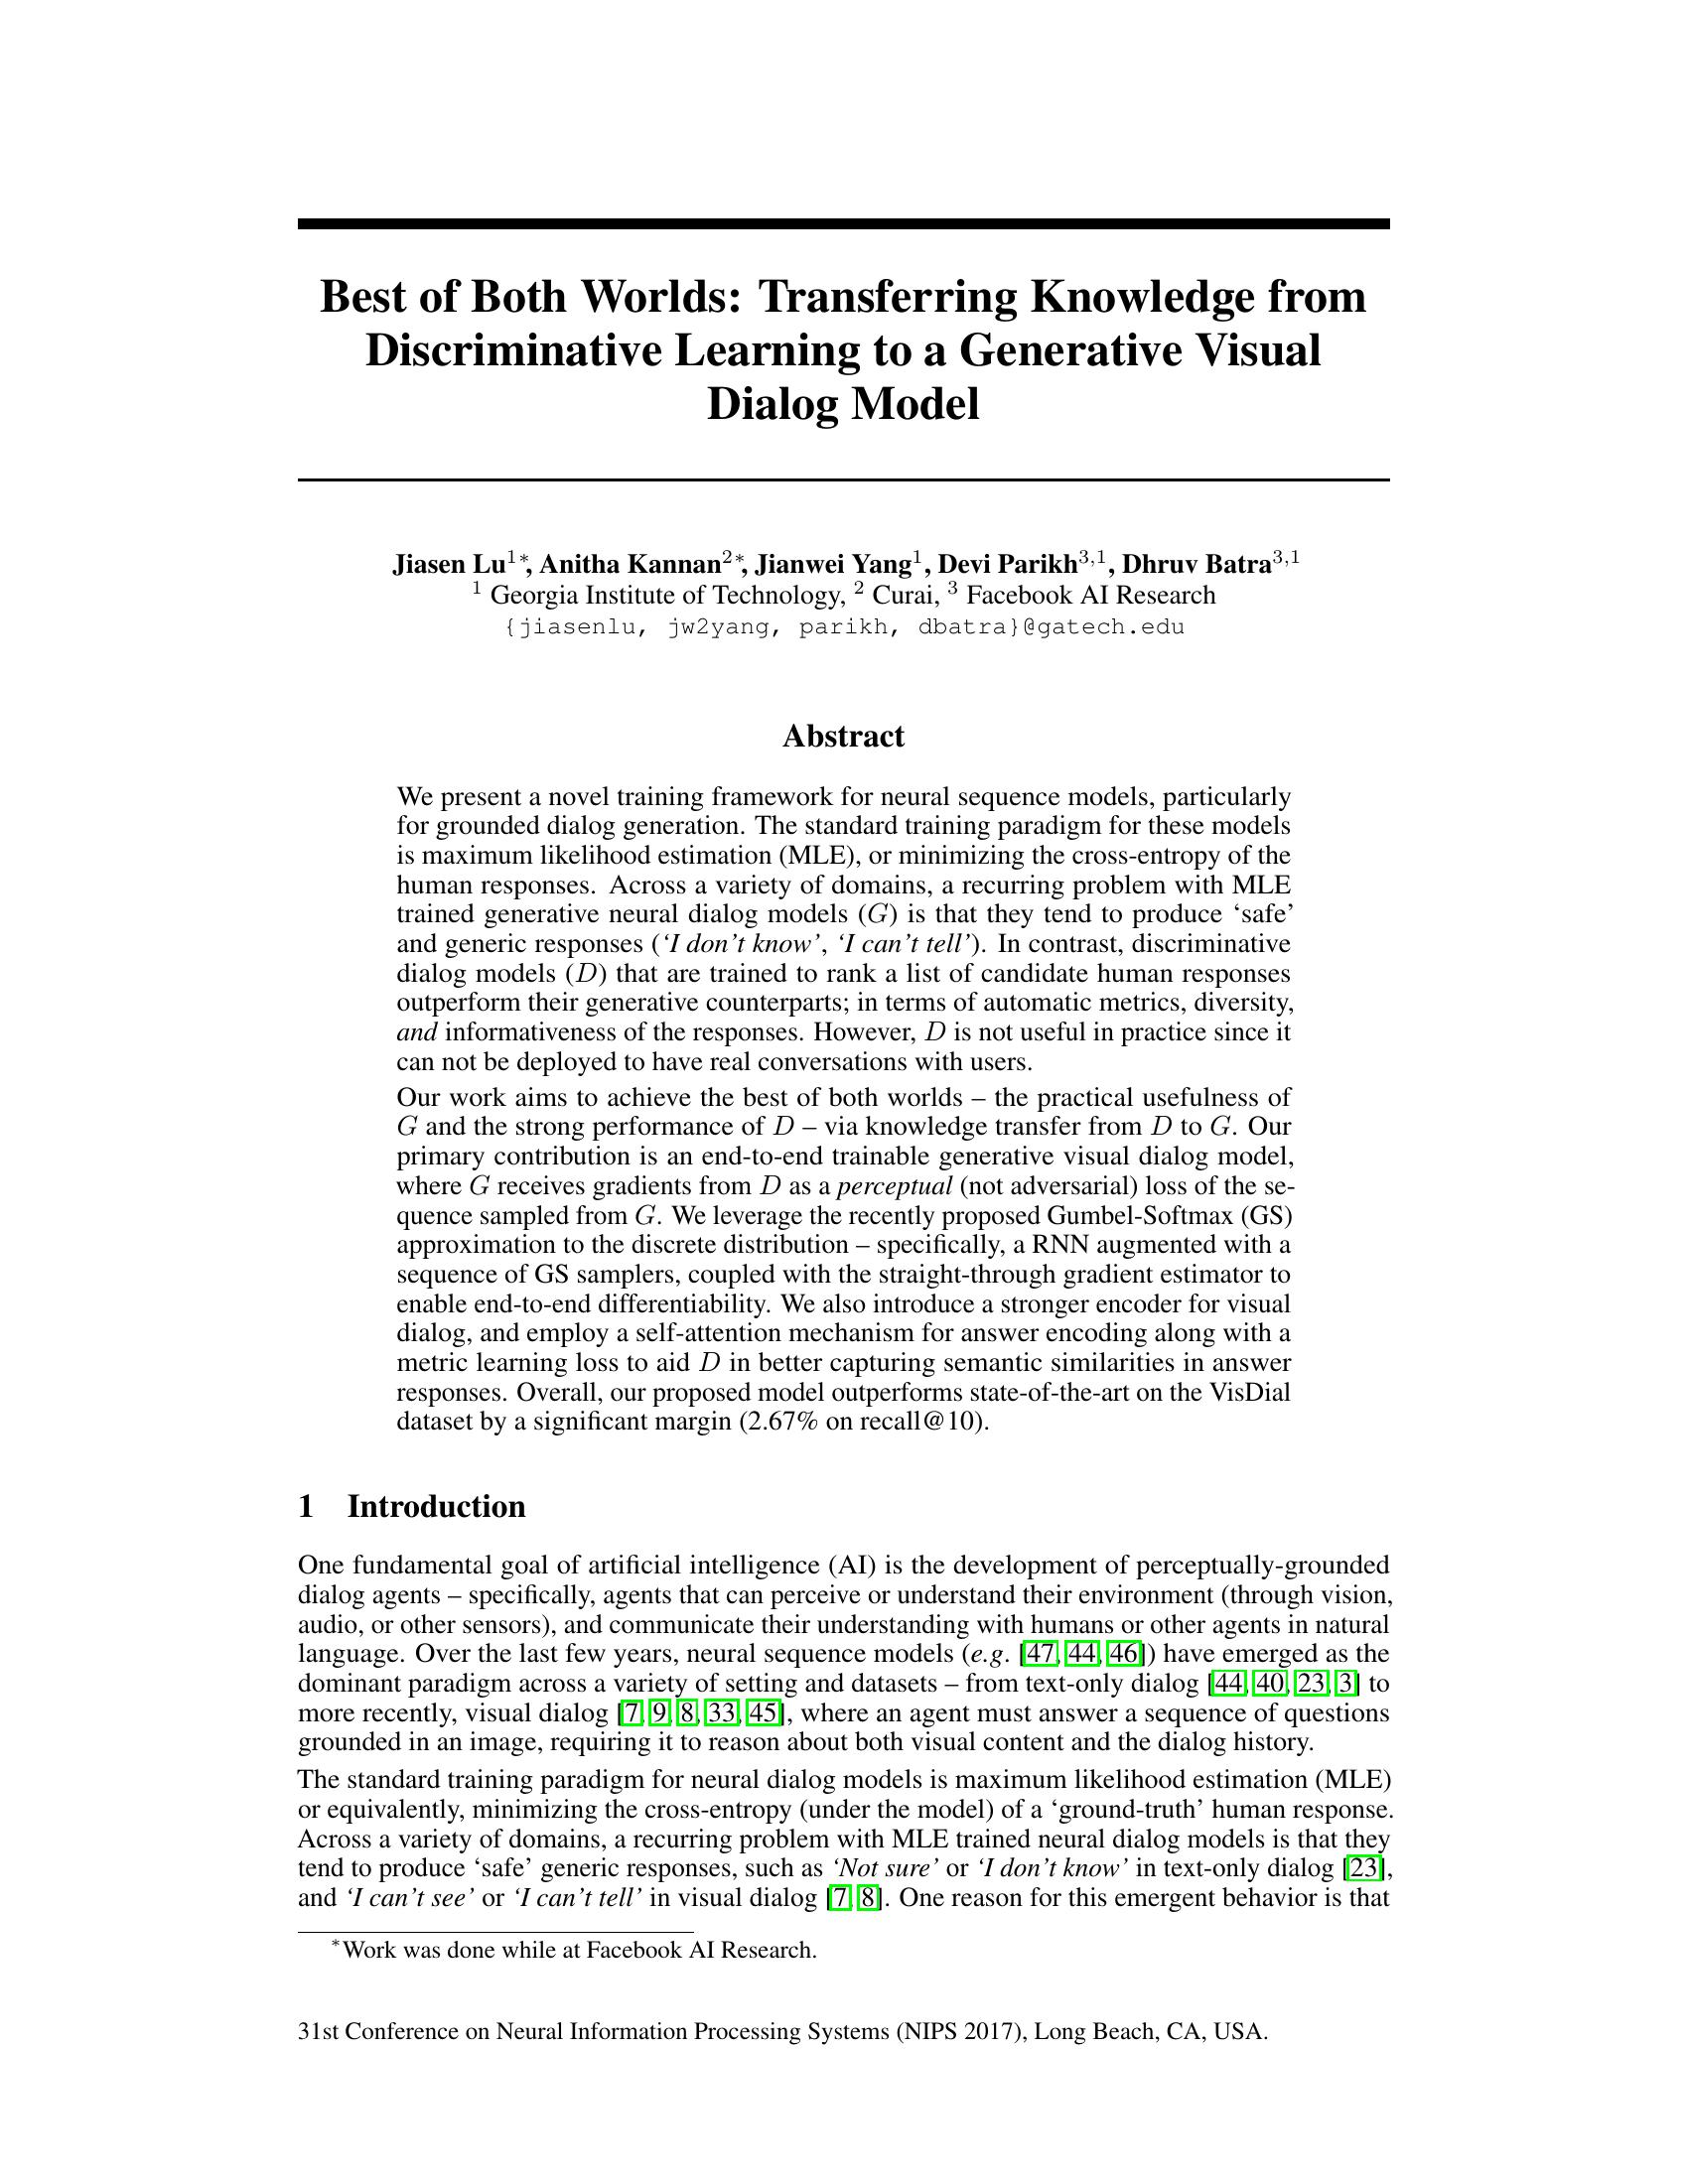 Best of Both Worlds: Transferring Knowledge from
Discriminative Learning to a Generative Visual
Dialog Model
Jiasen Lu1*, Anitha Kannan2*, Jianwei Yang1, Devi Parikh3,1, Dhruv Batra3,1
1 Georgia Institute of Technology, 2 Curai, 3 Facebook AI Research
{jiasenlu, jw2yang, parikh, dbatra}@gatech.edu
Abstract
We present a novel training framework for neural sequence models, particularly
for grounded dialog generation. The standard training paradigm for these models
is maximum likelihood estimation (MLE), or minimizing the cross-entropy of the
human responses. Across a variety of domains, a recurring problem with MLE
trained generative neural dialog models (G) is that they tend to produce ‘safe’
and generic responses (‘I don’t know’, ‘I can’t tell’). In contrast, discriminative
dialog models (D) that are trained to rank a list of candidate human responses
outperform their generative counterparts; in terms of automatic metrics, diversity,
and informativeness of the responses. However, D is not useful in practice since it
can not be deployed to have real conversations with users.
Our work aims to achieve the best of both worlds – the practical usefulness of
G and the strong performance of D – via knowledge transfer from D to G. Our
primary contribution is an end-to-end trainable generative visual dialog model,
where G receives gradients from D as a perceptual (not adversarial) loss of the se-
quence sampled from G. We leverage the recently proposed Gumbel-Softmax (GS)
approximation to the discrete distribution – specifically, a RNN augmented with a
sequence of GS samplers, coupled with the straight-through gradient estimator to
enable end-to-end differentiability. We also introduce a stronger encoder for visual
dialog, and employ a self-attention mechanism for answer encoding along with a
metric learning loss to aid D in better capturing semantic similarities in answer
responses. Overall, our proposed model outperforms state-of-the-art on the VisDial
dataset by a significant margin (2.67% on recall@10).
1 Introduction
One fundamental goal of artificial intelligence (AI) is the development of perceptually-grounded
dialog agents – specifically, agents that can perceive or understand their environment (through vision,
audio, or other sensors), and communicate their understanding with humans or other agents in natural
language. Over the last few years, neural sequence models (e.g. [47, 44, 46]) have emerged as the
dominant paradigm across a variety of setting and datasets – from text-only dialog [44, 40, 23, 3] to
more recently, visual dialog [7, 9, 8, 33, 45], where an agent must answer a sequence of questions
grounded in an image, requiring it to reason about both visual content and the dialog history.
The standard training paradigm for neural dialog models is maximum likelihood estimation (MLE)
or equivalently, minimizing the cross-entropy (under the model) of a ‘ground-truth’ human response.
Across a variety of domains, a recurring problem with MLE trained neural dialog models is that they
tend to produce ‘safe’ generic responses, such as ‘Not sure’ or ‘I don’t know’ in text-only dialog [23],
and ‘I can’t see’ or ‘I can’t tell’ in visual dialog [7, 8]. One reason for this emergent behavior is that
*Work was done while at Facebook AI Research.
31st Conference on Neural Information Processing Systems (NIPS 2017), Long Beach, CA, USA.